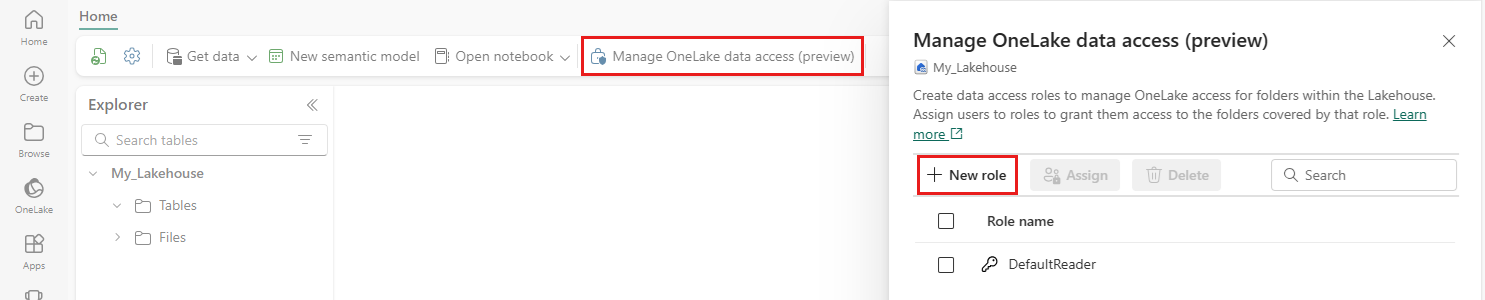 Home
Create
Browse
OneLake
Apps
Home
Get data
New semantic model
Open notebook
Manage OneLake data access (preview)
Explorer
Search tables
My_Lakehouse
Tables
Files
Manage OneLake data access (preview)
My_Lakehouse
Create data access roles to manage OneLake access for folders within the Lakehouse.
Assign users to roles to grant them access to the folders covered by that role. Learn
more
New role
Assign
Delete
Search
Role name
DefaultReader